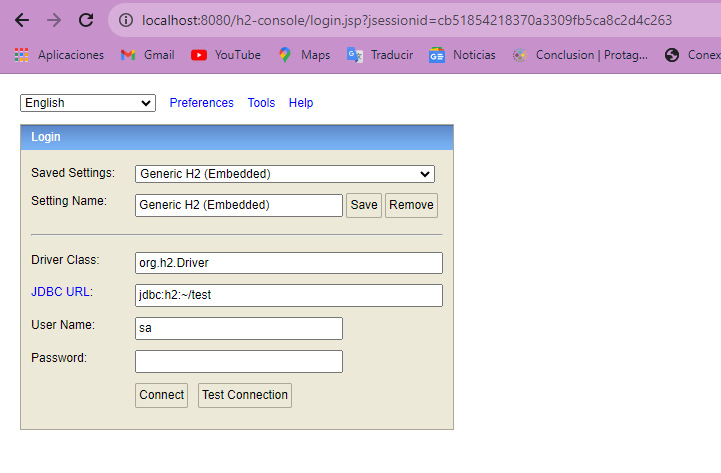 localhost:8080/h2-console/login.jsp?jsessionid=cb51854218370a3309fb5ca8c2d4c263
Aplicaciones Gmail YouTube Maps Traducir Noticias Conclusion | Protag... Conex
English Preferences Tools Help
Login
Saved Settings: Generic H2 (Embedded)
Setting Name: Generic H2 (Embedded) Save Remove
Driver Class: org.h2.Driver
JDBC URL: jdbc:h2:~/test
User Name: sa
Password:
Connect Test Connection